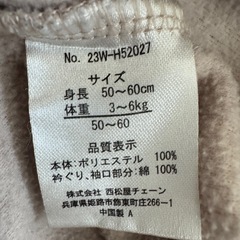 No. 23W-H52027
サイズ
身長 50~60cm
体重 3~6kg
50~60
品質表示
本体:ポリエステル 100%
衿ぐり、袖口部分:綿 100%
株式会社 西松屋チェーン
兵庫県姫路市飾東町庄266-1
中国製 A